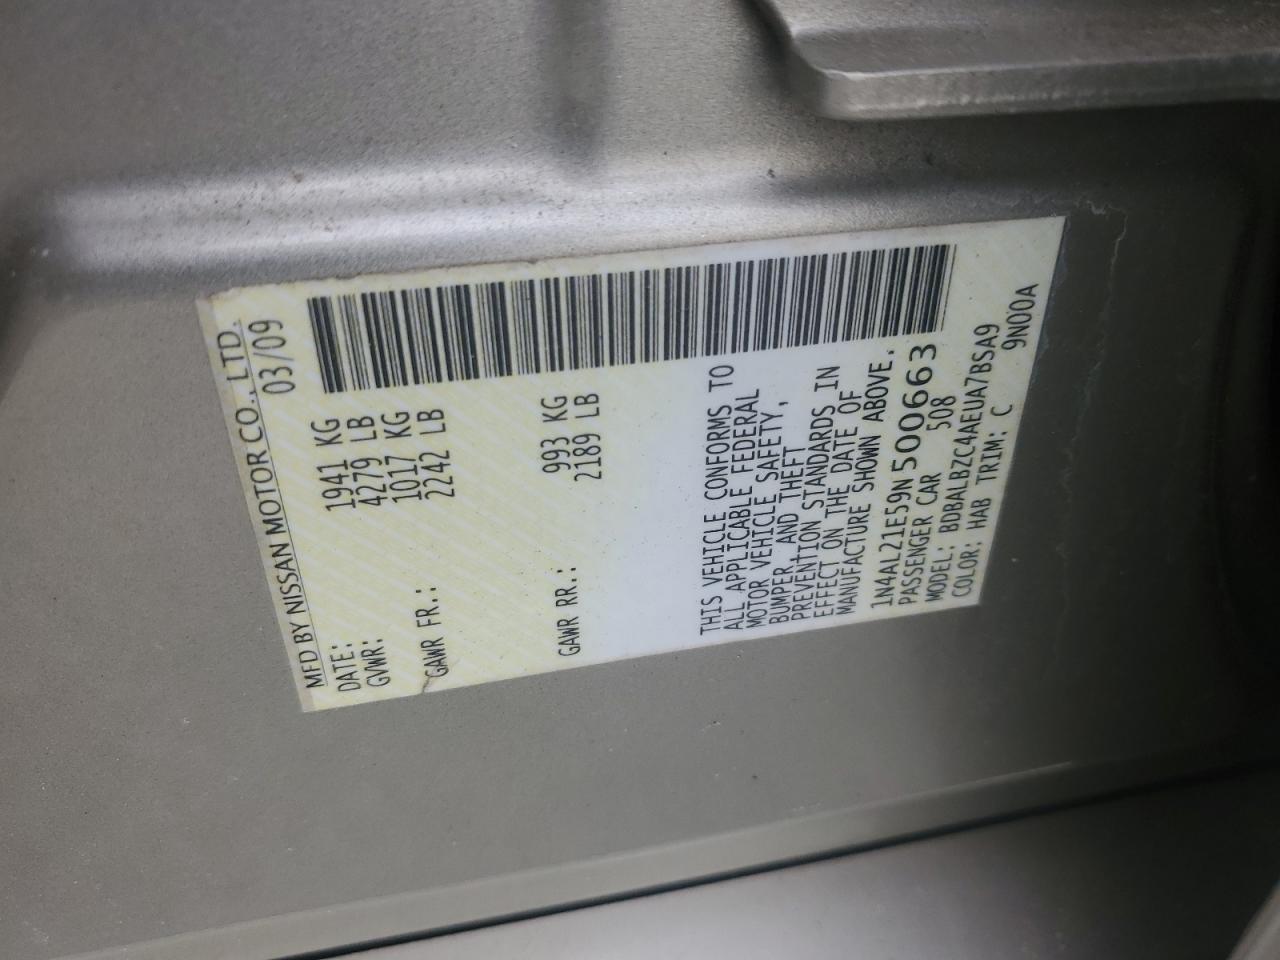 MFD BY NISSAN MOTOR CO., LTD.
DATE: 03/09
GVWR: 1941 KG
4279 LB
GAWR FR.: 1017 KG
2242 LB
GAWR RR.: 993 KG
2189 LB
THIS VEHICLE CONFORMS TO
ALL APPLICABLE FEDERAL
MOTOR VEHICLE SAFETY,
BUMPER, AND THEFT
PREVENTION STANDARDS IN
EFFECT ON THE DATE OF
MANUFACTURE SHOWN ABOVE.
1N4AL21E59N500663
PASSENGER CAR 508
MODEL: BDBALBZC4AEUA7BSA9
COLOR: HAB TRIM: C 9N00A